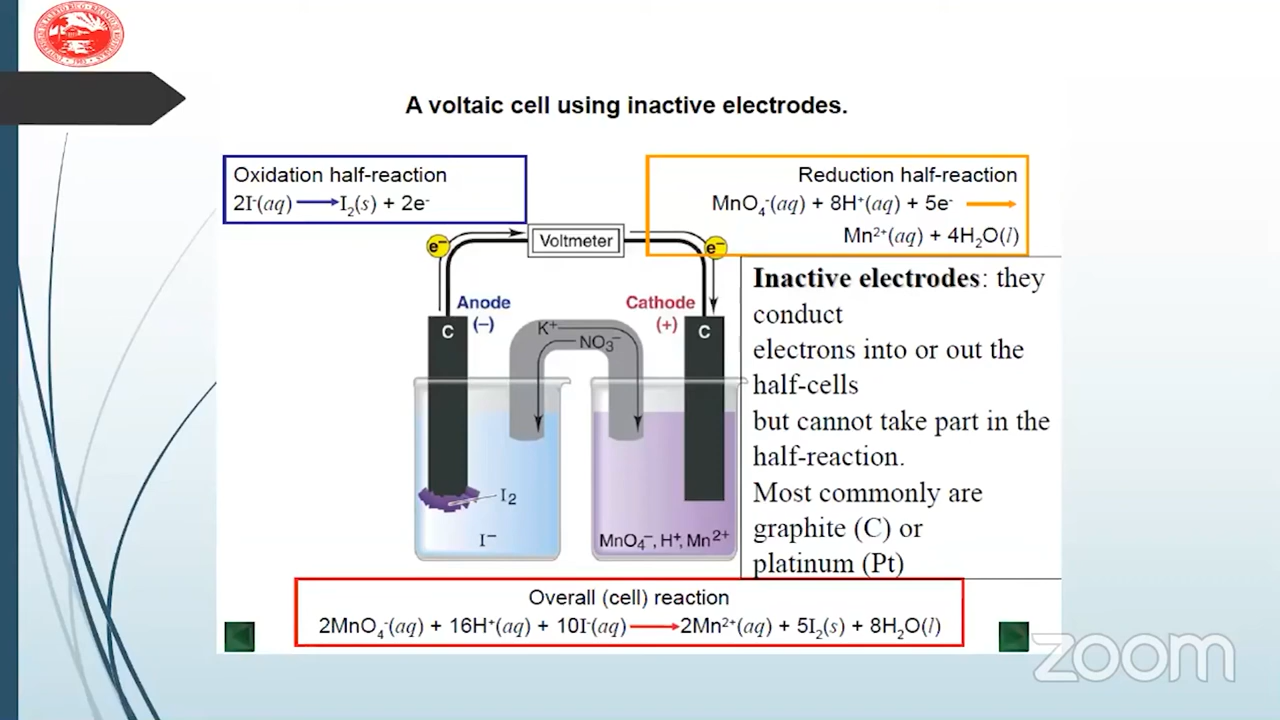 A voltaic cell using inactive electrodes.
Oxidation half-reaction
2I⁻(aq) ⟶ I₂(s) + 2e⁻
Reduction half-reaction
MnO₄⁻(aq) + 8H⁺(aq) + 5e⁻ ⟶
Mn²⁺(aq) + 4H₂O(l)
e⁻
Voltmeter
e⁻
Anode
(–)
Cathode
(+)
C
K⁺
NO₃⁻
C
I₂
I⁻
MnO₄⁻, H⁺, Mn²⁺
Inactive electrodes: they
conduct
electrons into or out the
half-cells
but cannot take part in the
half-reaction.
Most commonly are
graphite (C) or
platinum (Pt)
Overall (cell) reaction
2MnO₄⁻(aq) + 16H⁺(aq) + 10I⁻(aq) ⟶ 2Mn²⁺(aq) + 5I₂(s) + 8H₂O(l)
zoom